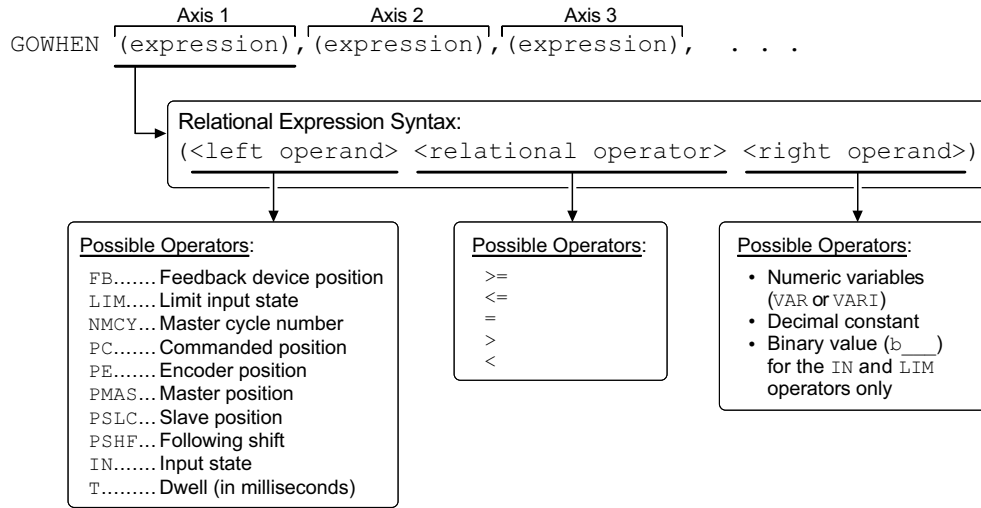 Axis 1 Axis 2 Axis 3
GOWHEN (expression),(expression),(expression), . . .
Relational Expression Syntax:
(<left operand> <relational operator> <right operand>)
Possible Operators:
FB....... Feedback device position
LIM..... Limit input state
NMCY... Master cycle number
PC....... Commanded position
PE....... Encoder position
PMAS... Master position
PSLC... Slave position
PSHF... Following shift
IN....... Input state
T......... Dwell (in milliseconds)
Possible Operators:
>=
<=
=
>
<
Possible Operators:
• Numeric variables
(VAR or VARI)
• Decimal constant
• Binary value (b___)
for the IN and LIM
operators only